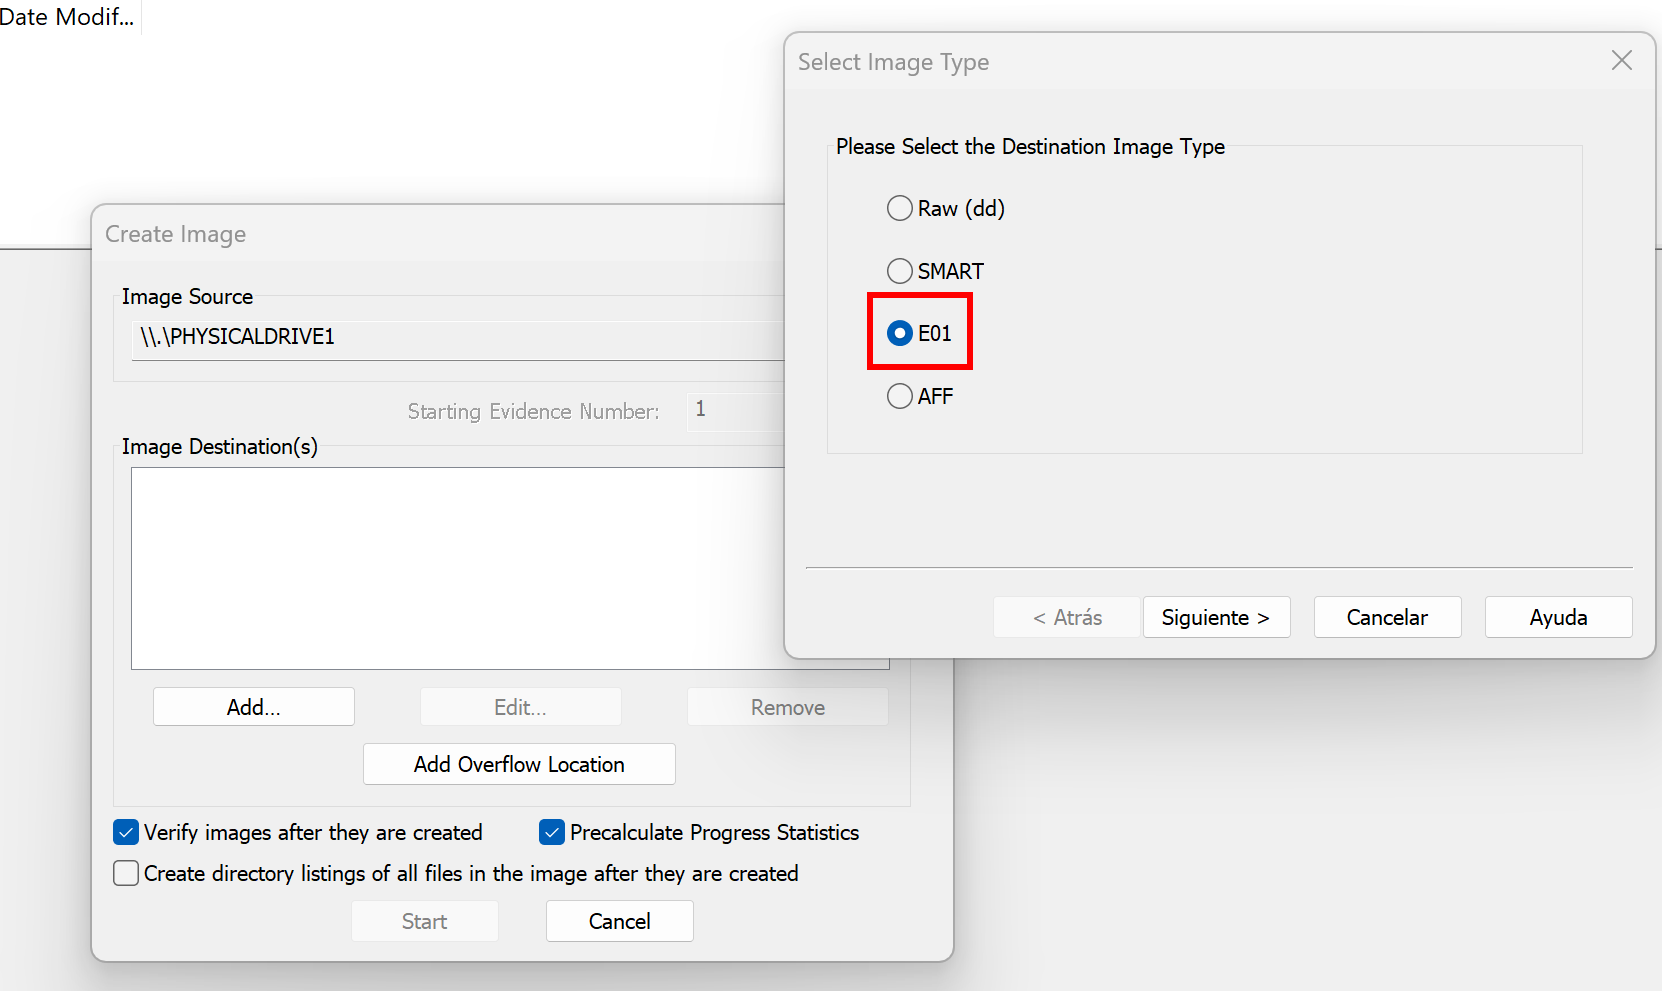 Date Modif...
Select Image Type
Please Select the Destination Image Type
Raw (dd)
SMART
E01
AFF
< Atrás
Siguiente >
Cancelar
Ayuda
Create Image
Image Source
\\.\PHYSICALDRIVE1
Starting Evidence Number:
1
Image Destination(s)
Add...
Edit...
Remove
Add Overflow Location
Verify images after they are created
Precalculate Progress Statistics
Create directory listings of all files in the image after they are created
Start
Cancel